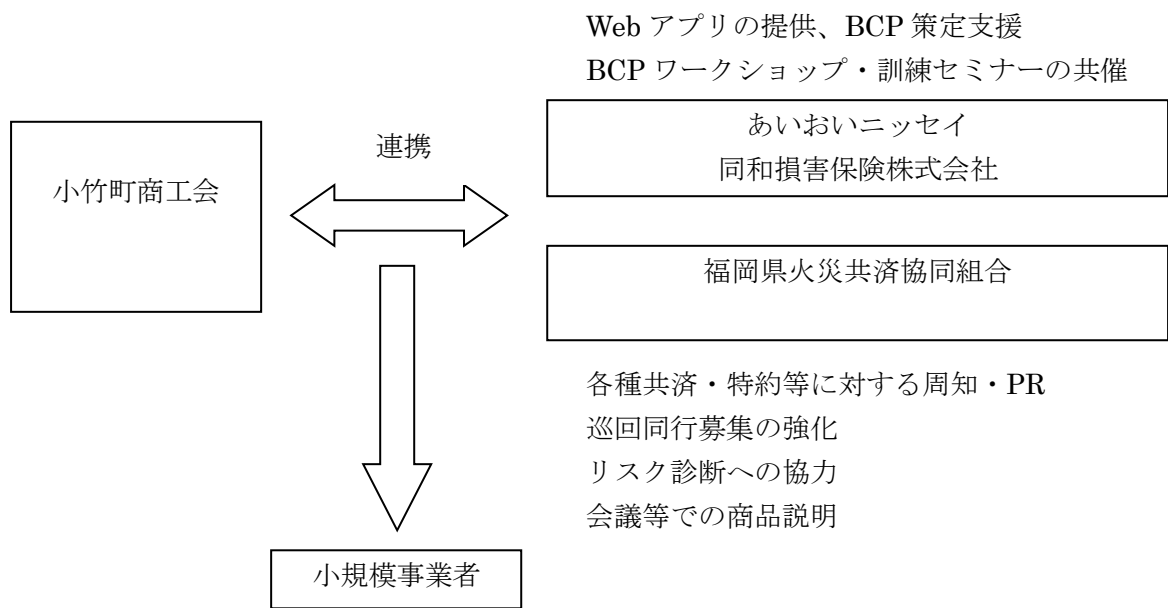 Web アプリの提供、BCP 策定支援
BCP ワークショップ・訓練セミナーの共催
あいおいニッセイ
同和損害保険株式会社
連携
小竹町商工会
福岡県火災共済協同組合
各種共済・特約等に対する周知・PR
巡回同行募集の強化
リスク診断への協力
会議等での商品説明
小規模事業者